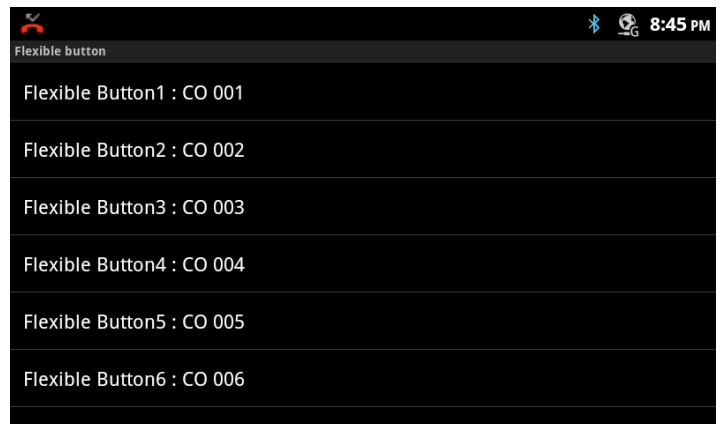 8:45 PM
Flexible button
Flexible Button1 : CO 001
Flexible Button2 : CO 002
Flexible Button3 : CO 003
Flexible Button4 : CO 004
Flexible Button5 : CO 005
Flexible Button6 : CO 006